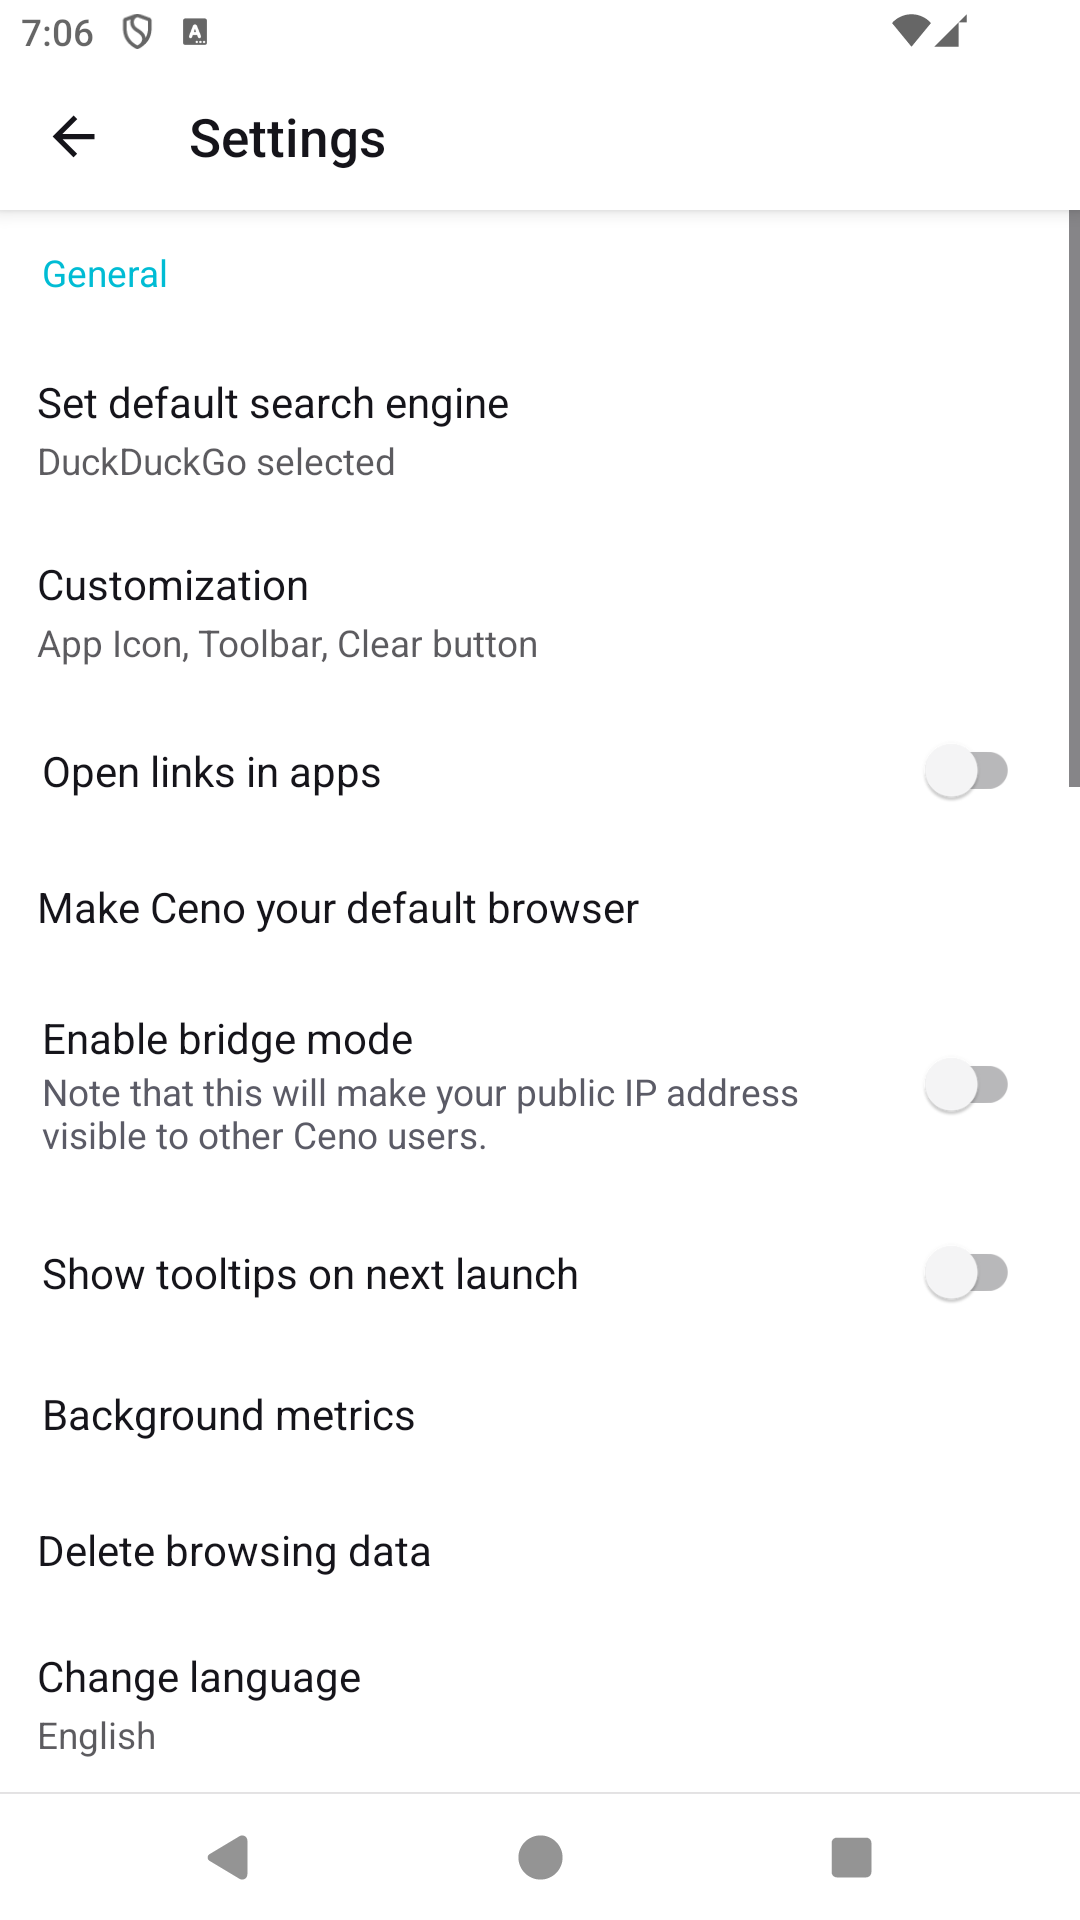 7:06
Settings
General
Set default search engine
DuckDuckGo selected
Customization
App Icon, Toolbar, Clear button
Open links in apps
Make Ceno your default browser
Enable bridge mode
Note that this will make your public IP address
visible to other Ceno users.
Show tooltips on next launch
Background metrics
Delete browsing data
Change language
English